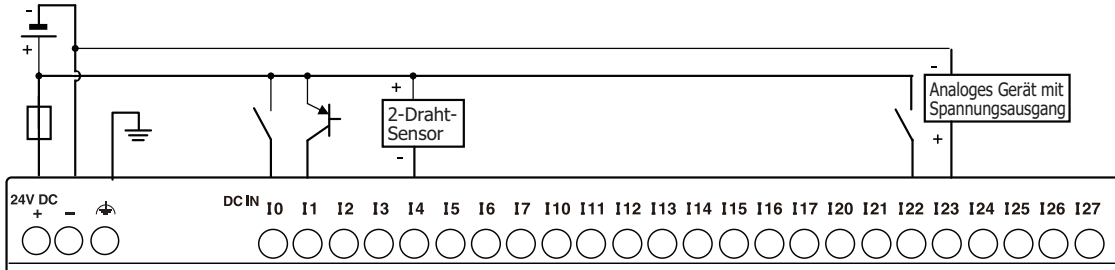 -
+
+
2-Draht-
Sensor
-
-
Analoges Gerät mit
Spannungsausgang
+
24V DC
+ -
DC IN I0 I1 I2 I3 I4 I5 I6 I7 I10 I11 I12 I13 I14 I15 I16 I17 I20 I21 I22 I23 I24 I25 I26 I27